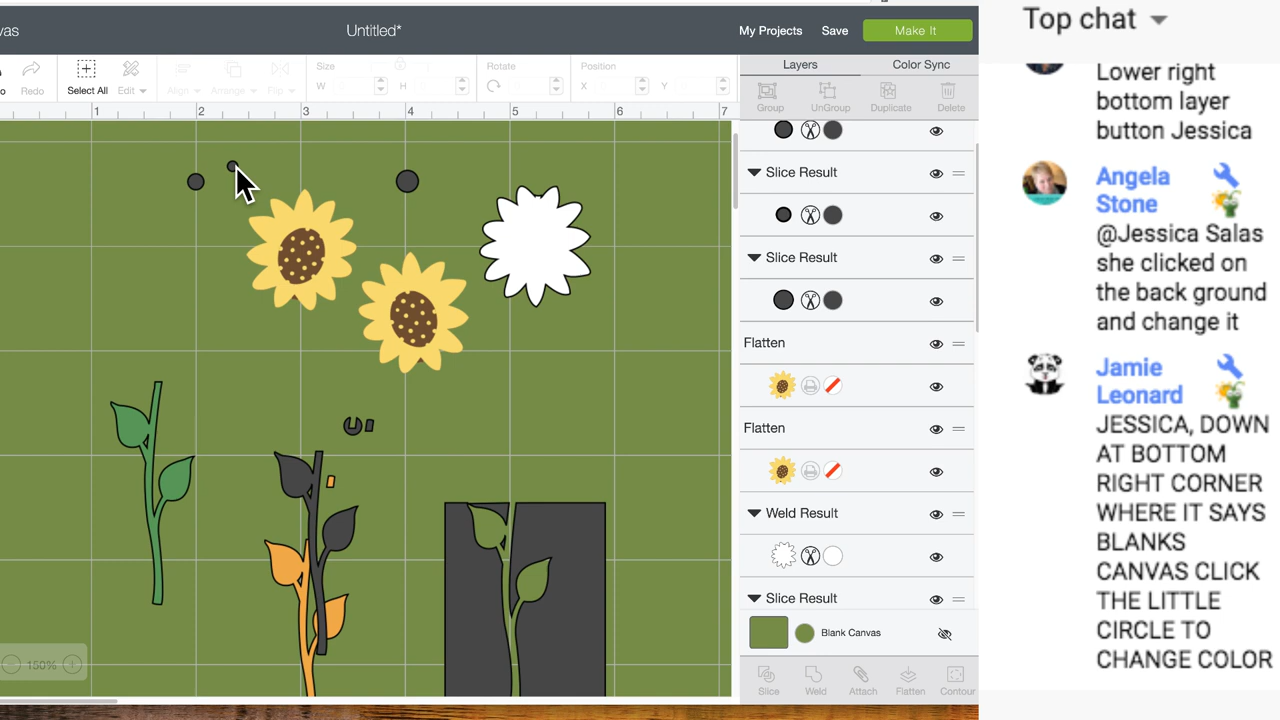 vas
Untitled*
My Projects
Save
Make It
o
Redo
Select All
Edit
Align
Arrange
Flip
Size
W
H
Rotate
Position
X
Y
Layers
Color Sync
Group
UnGroup
Duplicate
Delete
1
2
3
4
5
6
7
Slice Result
Slice Result
Flatten
Flatten
Weld Result
Slice Result
Blank Canvas
Slice
Weld
Attach
Flatten
Contour
150%
Top chat
Lower right
bottom layer
button Jessica
Angela
Stone
@Jessica Salas
she clicked on
the back ground
and change it
Jamie
Leonard
JESSICA, DOWN
AT BOTTOM
RIGHT CORNER
WHERE IT SAYS
BLANKS
CANVAS CLICK
THE LITTLE
CIRCLE TO
CHANGE COLOR